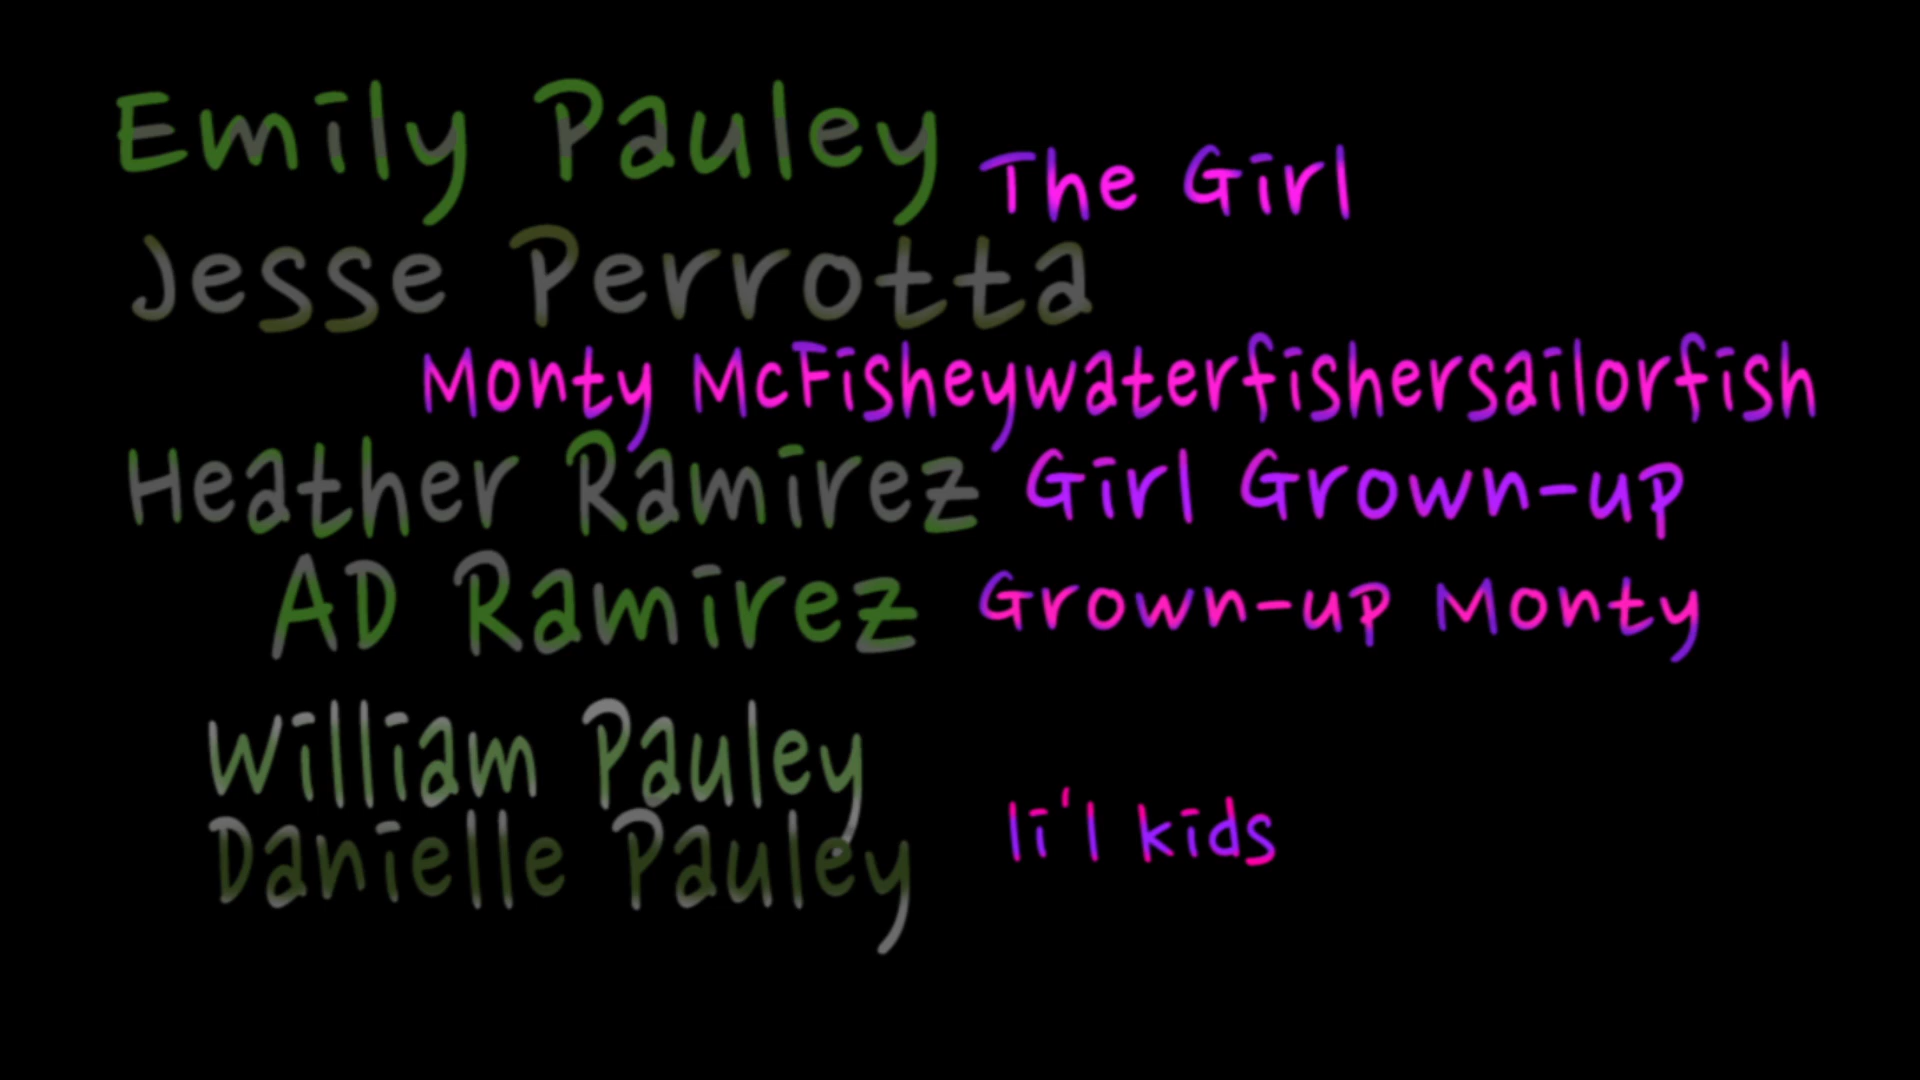 Emily Pauley The Girl
Jesse Perrotta
Monty McFisheywaterfishersailorfish
Heather Ramirez Girl Grown-up
AD Ramirez Grown-up Monty
William Pauley
Danielle Pauley
li'l kids